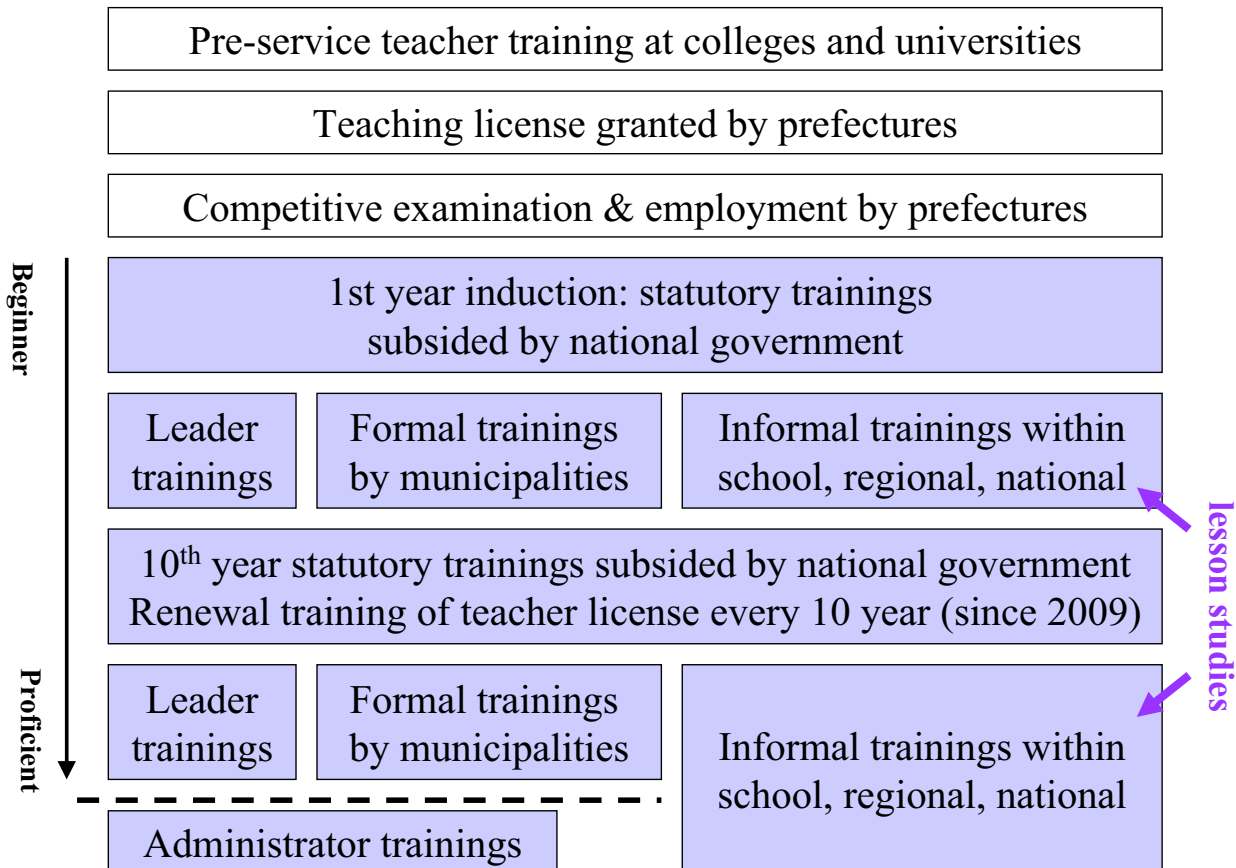 Pre-service teacher training at colleges and universities
Teaching license granted by prefectures
Competitive examination & employment by prefectures
Beginner
1st year induction: statutory trainings
subsided by national government
Leader
trainings
Formal trainings
by municipalities
Informal trainings within
school, regional, national
lesson studies
10th year statutory trainings subsided by national government
Renewal training of teacher license every 10 year (since 2009)
Proficient
Leader
trainings
Formal trainings
by municipalities
Informal trainings within
school, regional, national
Administrator trainings